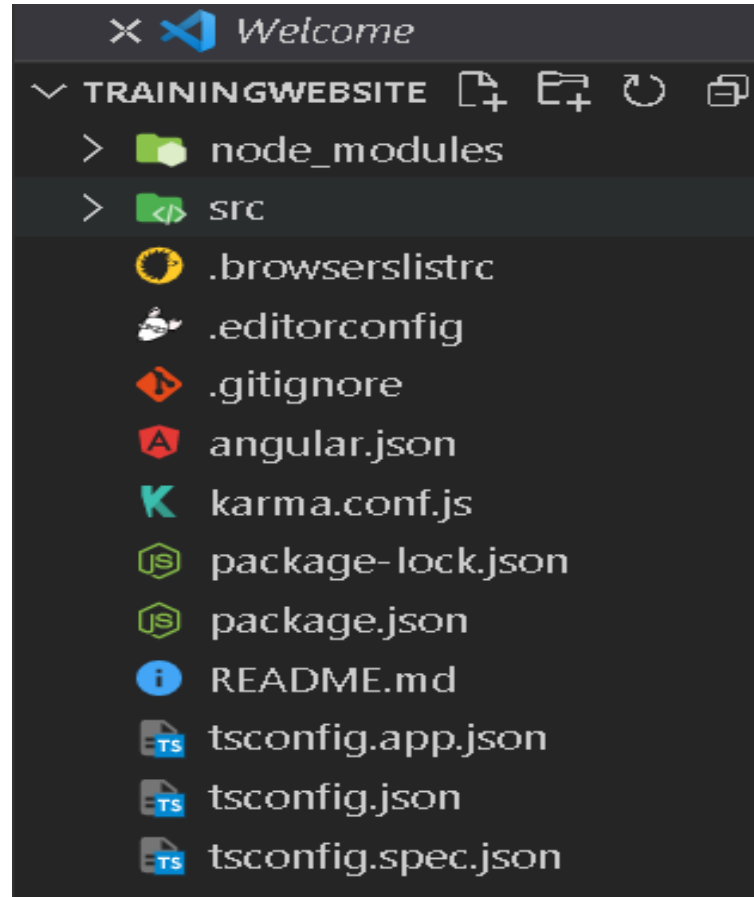 Welcome
TRAININGWEBSITE
node_modules
src
.browserslistrc
.editorconfig
.gitignore
angular.json
karma.conf.js
package-lock.json
package.json
README.md
tsconfig.app.json
tsconfig.json
tsconfig.spec.json